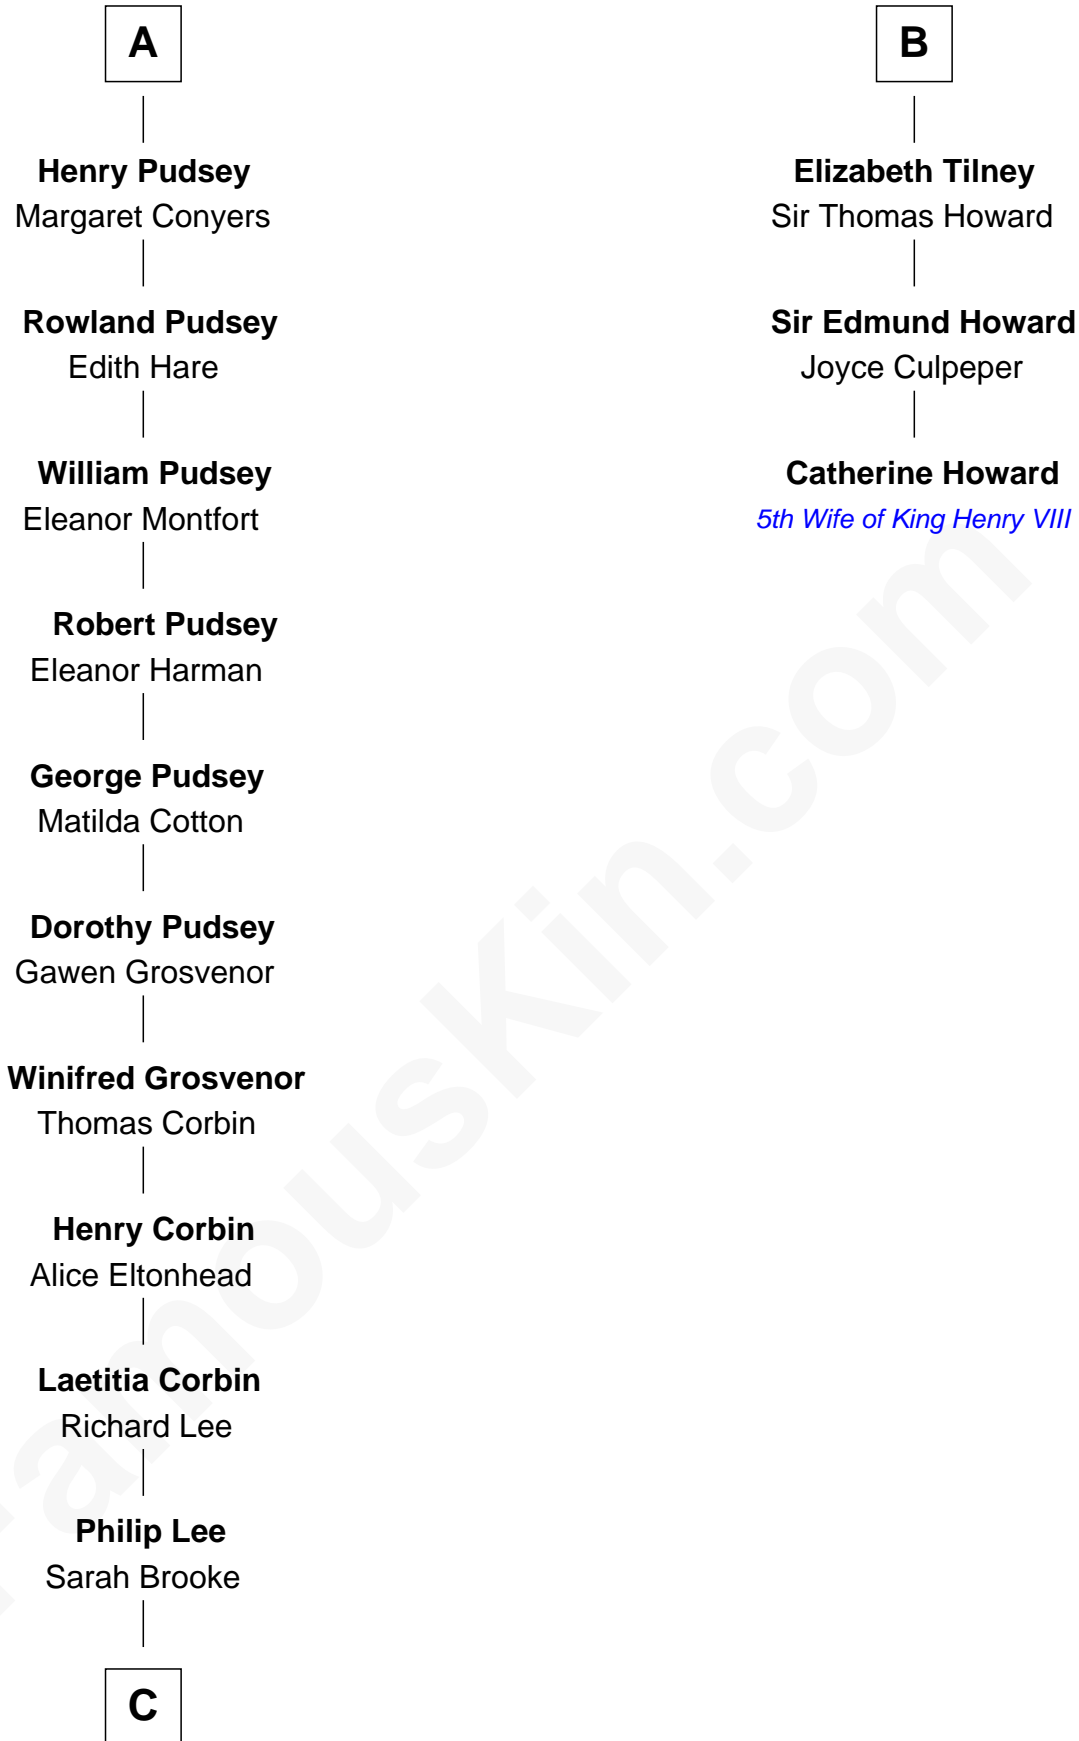 A
Henry Pudsey
Margaret Conyers
Rowland Pudsey
Edith Hare
William Pudsey
Eleanor Montfort
Robert Pudsey
Eleanor Harman
George Pudsey
Matilda Cotton
Dorothy Pudsey
Gawen Grosvenor
Winifred Grosvenor
Thomas Corbin
Henry Corbin
Alice Eltonhead
Laetitia Corbin
Richard Lee
Philip Lee
Sarah Brooke
C
B
Elizabeth Tilney
Sir Thomas Howard
Sir Edmund Howard
Joyce Culpeper
Catherine Howard
5th Wife of King Henry VIII
FamousKin.com